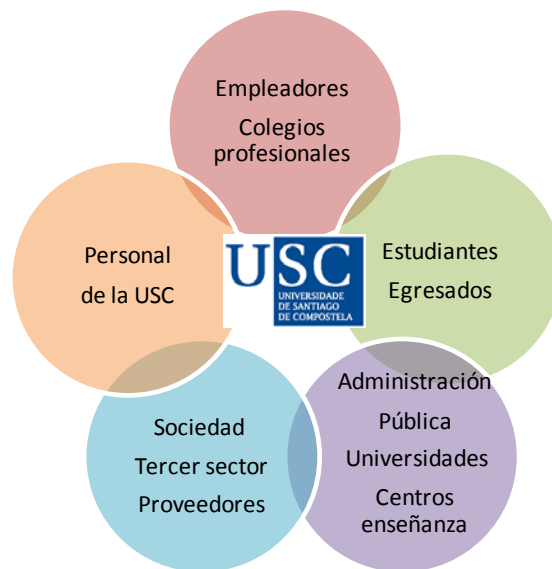 Empleadores
Colegios
profesionales
Estudiantes
Egresados
Administración
Pública
Universidades
Centros
enseñanza
Sociedad
Tercer sector
Proveedores
Personal
de la USC
USC
UNIVERSIDADE
DE SANTIAGO
DE COMPOSTELA